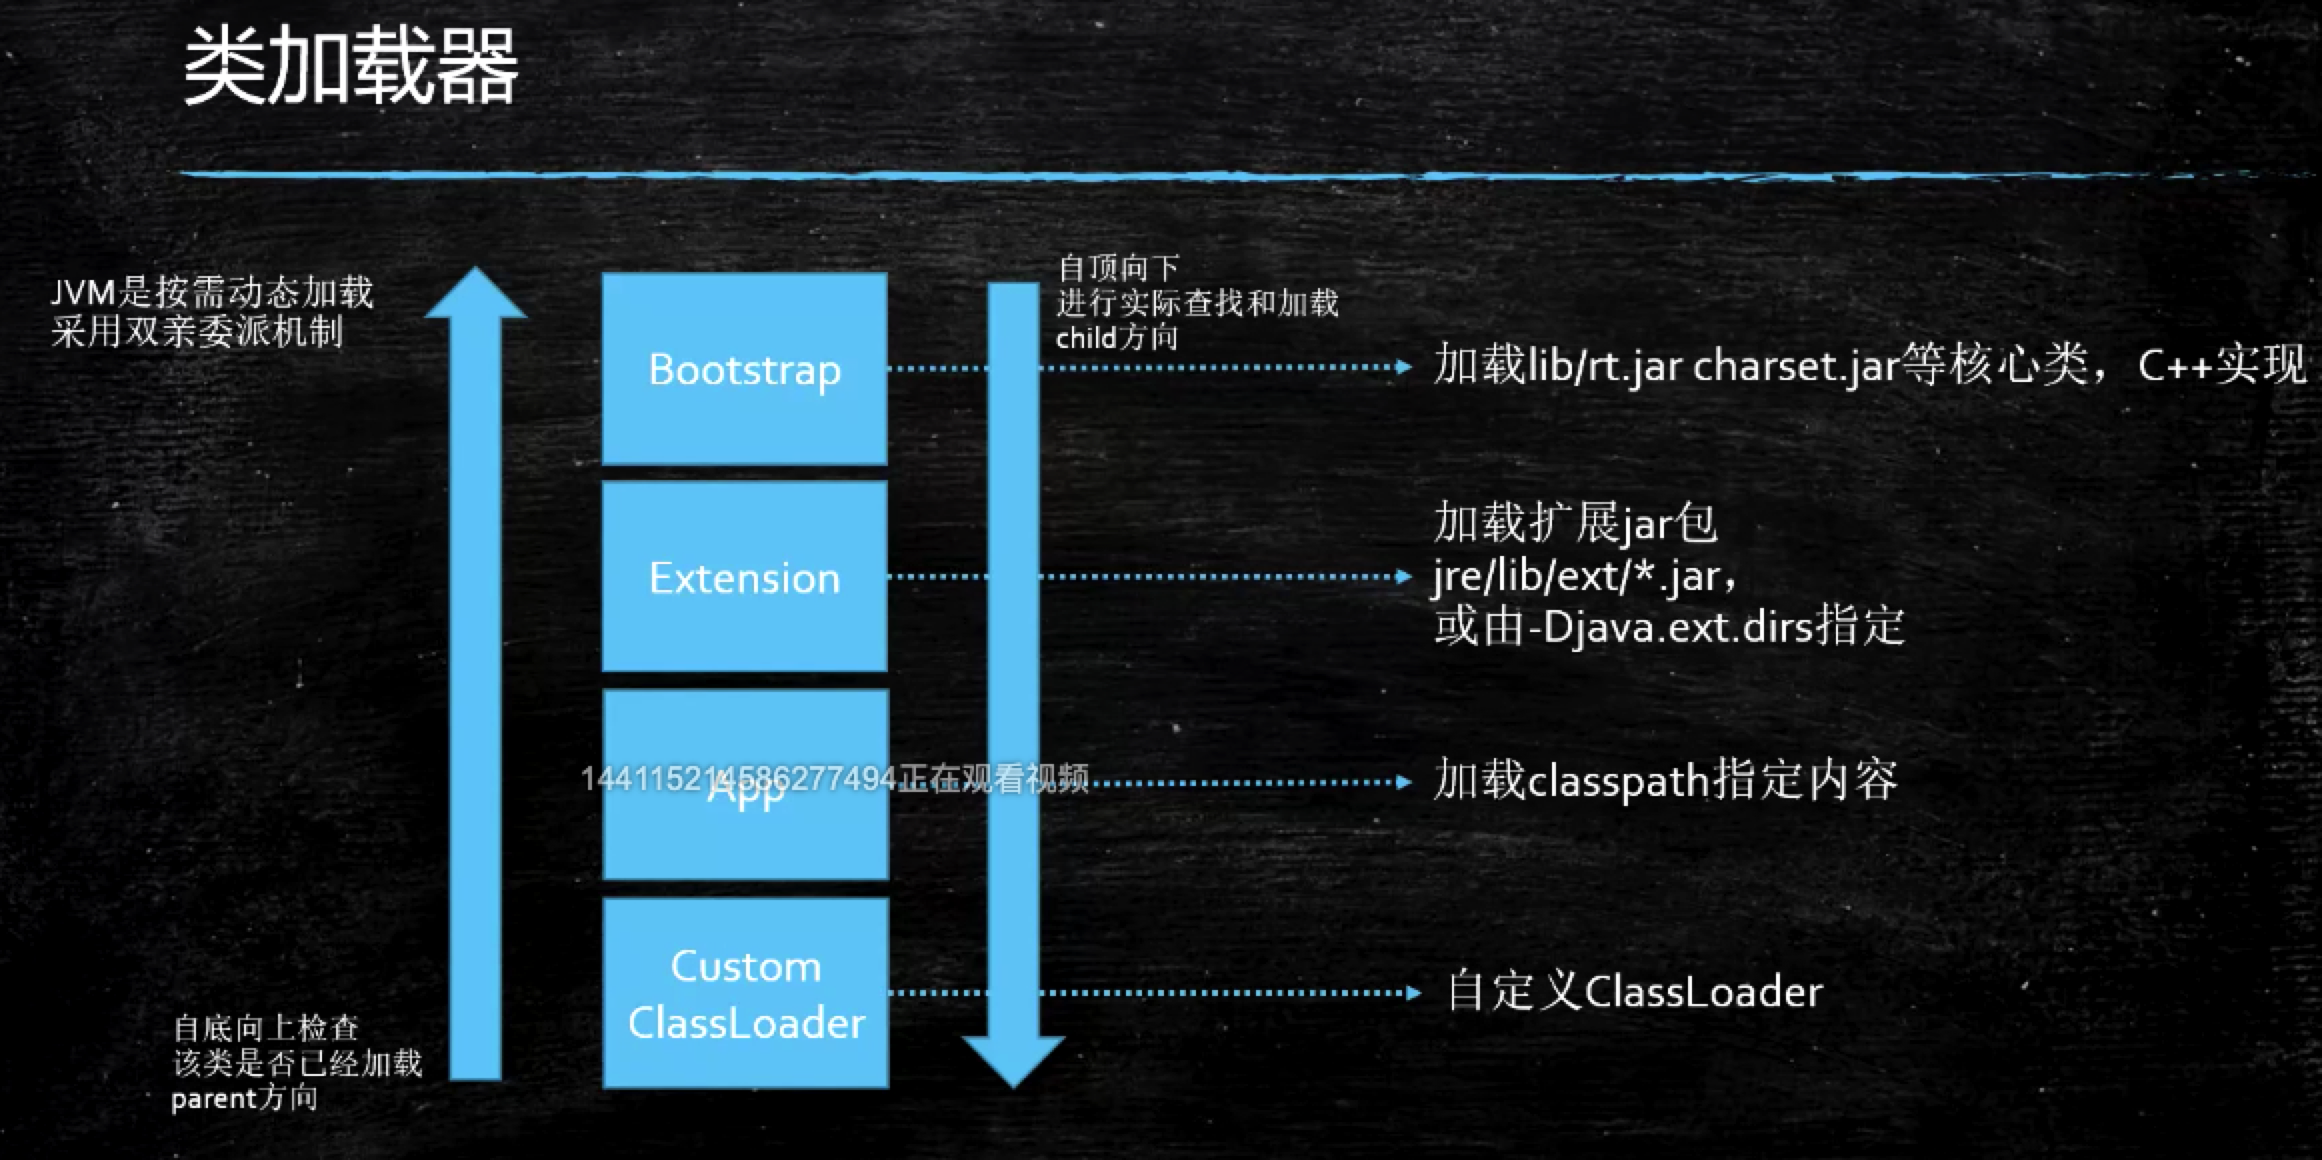 类加载器
JVM是按需动态加载
采用双亲委派机制
自顶向下
进行实际查找和加载
child方向
Bootstrap
加载lib/rt.jar charset.jar等核心类，C++实现
Extension
加载扩展jar包
jre/lib/ext/*.jar，
或由-Djava.ext.dirs指定
App
144115214586277494正在观看视频
加载classpath指定内容
Custom
ClassLoader
自定义ClassLoader
自底向上检查
该类是否已经加载
parent方向